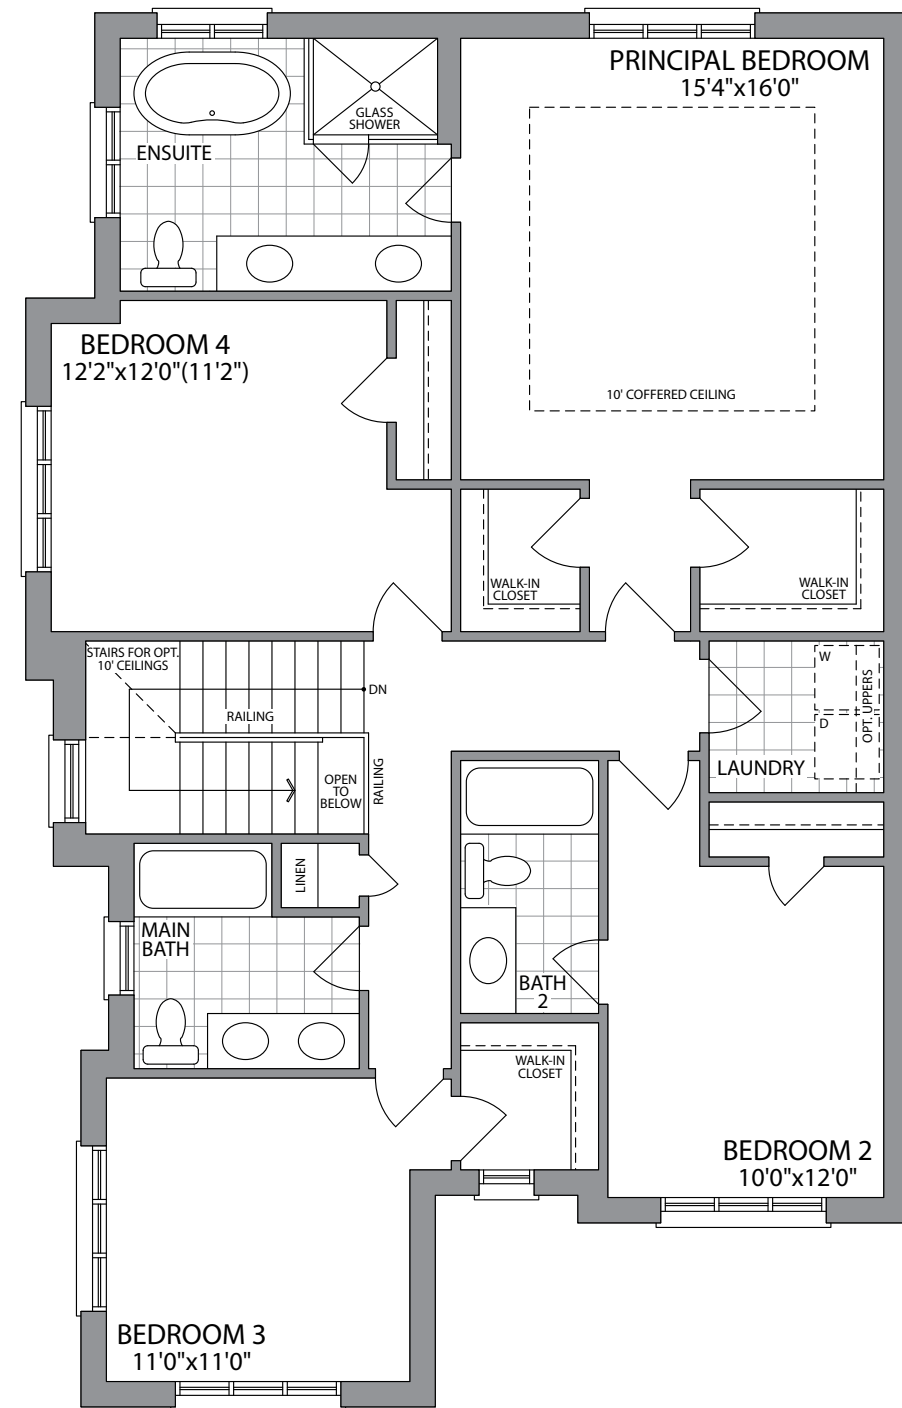 PRINCIPAL BEDROOM
15'4"x16'0"
GLASS
SHOWER
ENSUITE
BEDROOM 4
12'2"x12'0"(11'2")
10' COFFERED CEILING
WALK-IN
CLOSET
WALK-IN
CLOSET
STAIRS FOR OPT.
10' CEILINGS
DN
RAILING
OPEN
TO
BELOW
RAILING
W
D
OPT. UPPERS
LAUNDRY
LINEN
MAIN
BATH
BATH
2
WALK-IN
CLOSET
BEDROOM 2
10'0"x12'0"
BEDROOM 3
11'0"x11'0"